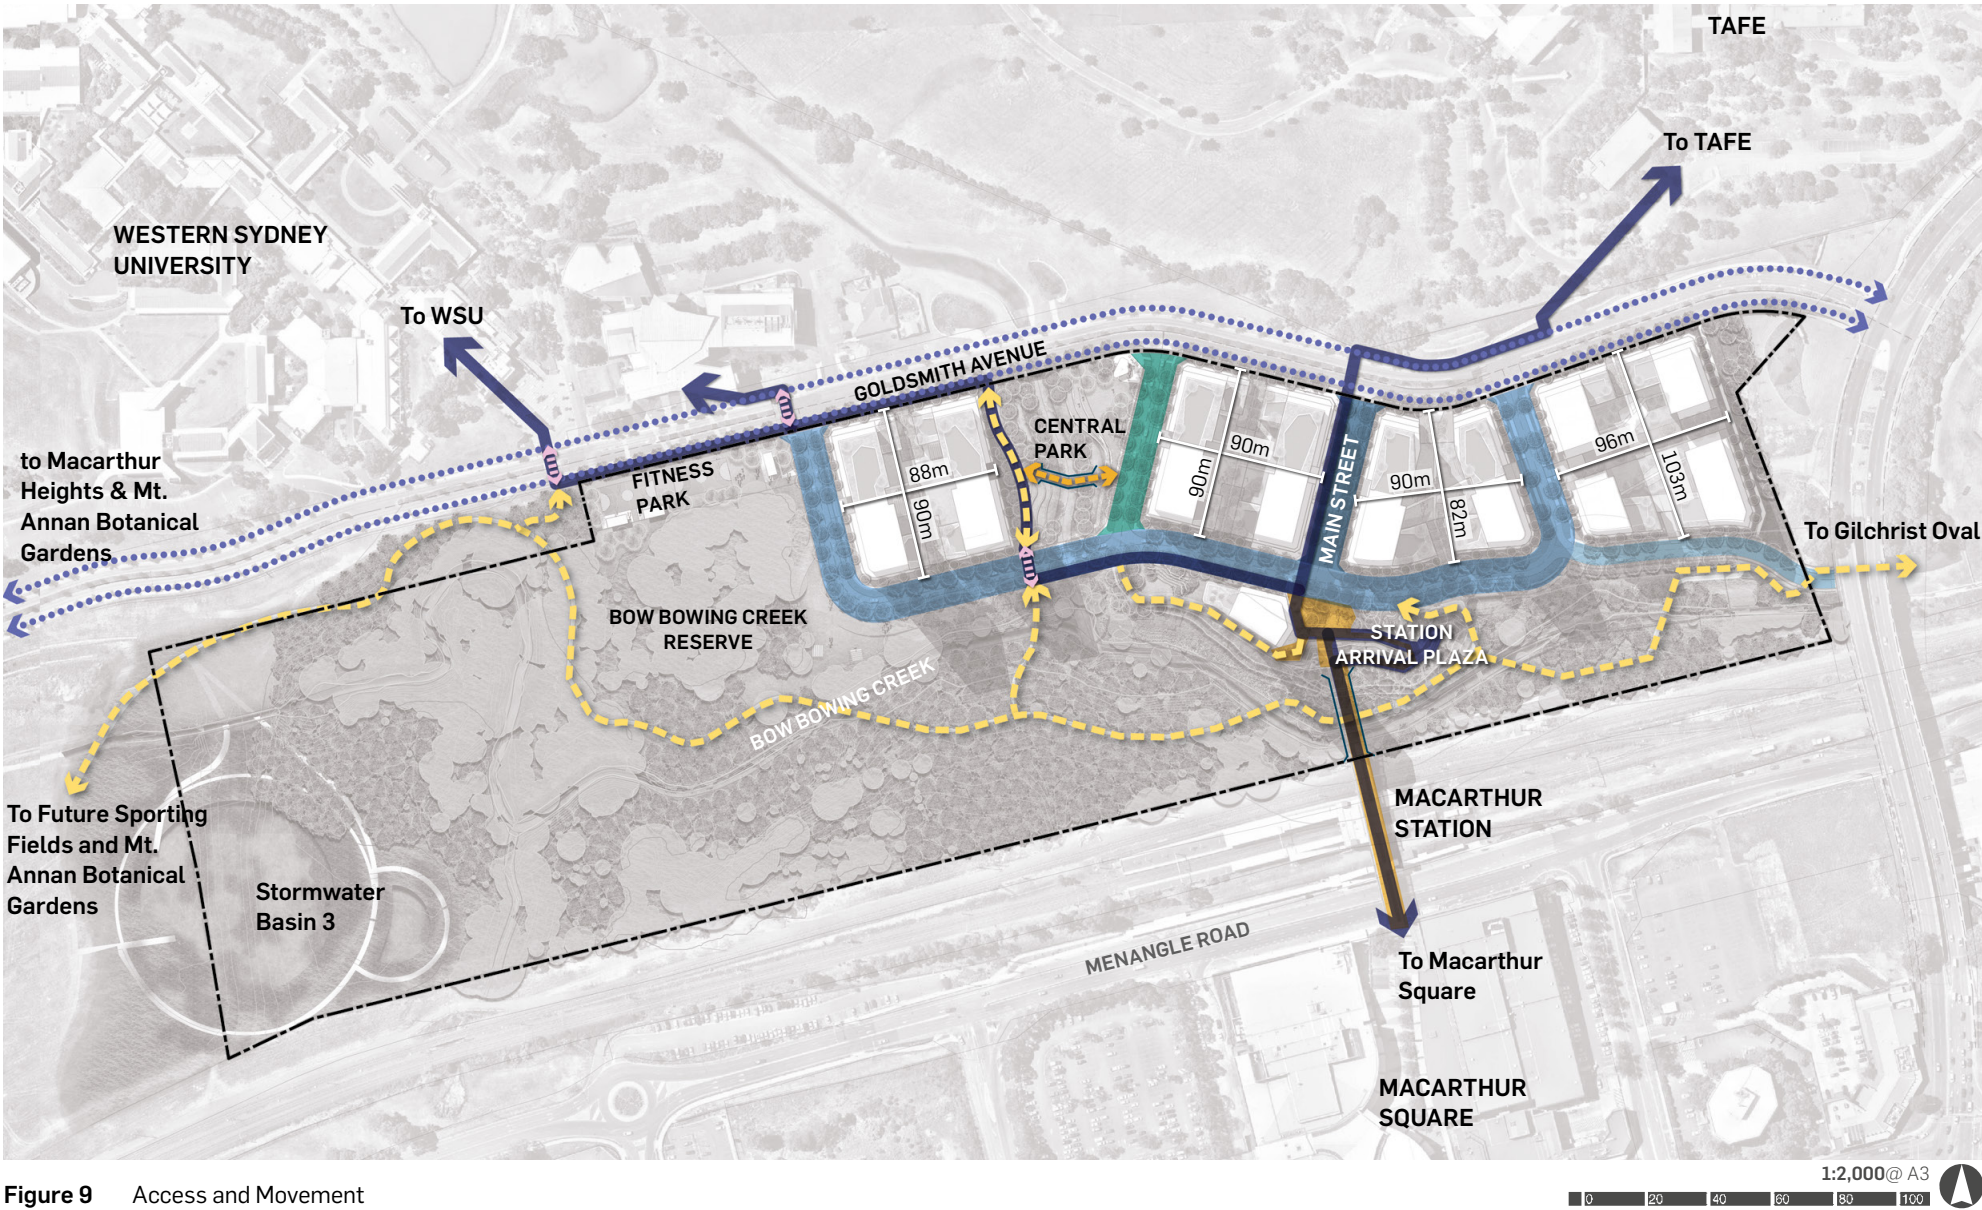 TAFE
To TAFE
WESTERN SYDNEY
UNIVERSITY
To WSU
GOLDSMITH AVENUE
CENTRAL
PARK
to Macarthur
Heights & Mt.
Annan Botanical
Gardens
FITNESS
PARK
88m
90m
90m
90m
MAIN STREET
90m
82m
96m
103m
To Gilchrist Oval
BOW BOWING CREEK
RESERVE
STATION
ARRIVAL PLAZA
BOW BOWING CREEK
To Future Sporting
Fields and Mt.
Annan Botanical
Gardens
Stormwater
Basin 3
MACARTHUR
STATION
MENANGLE ROAD
To Macarthur
Square
MACARTHUR
SQUARE
1:2,000@ A3
0 20 40 60 80 100
Figure 9 Access and Movement